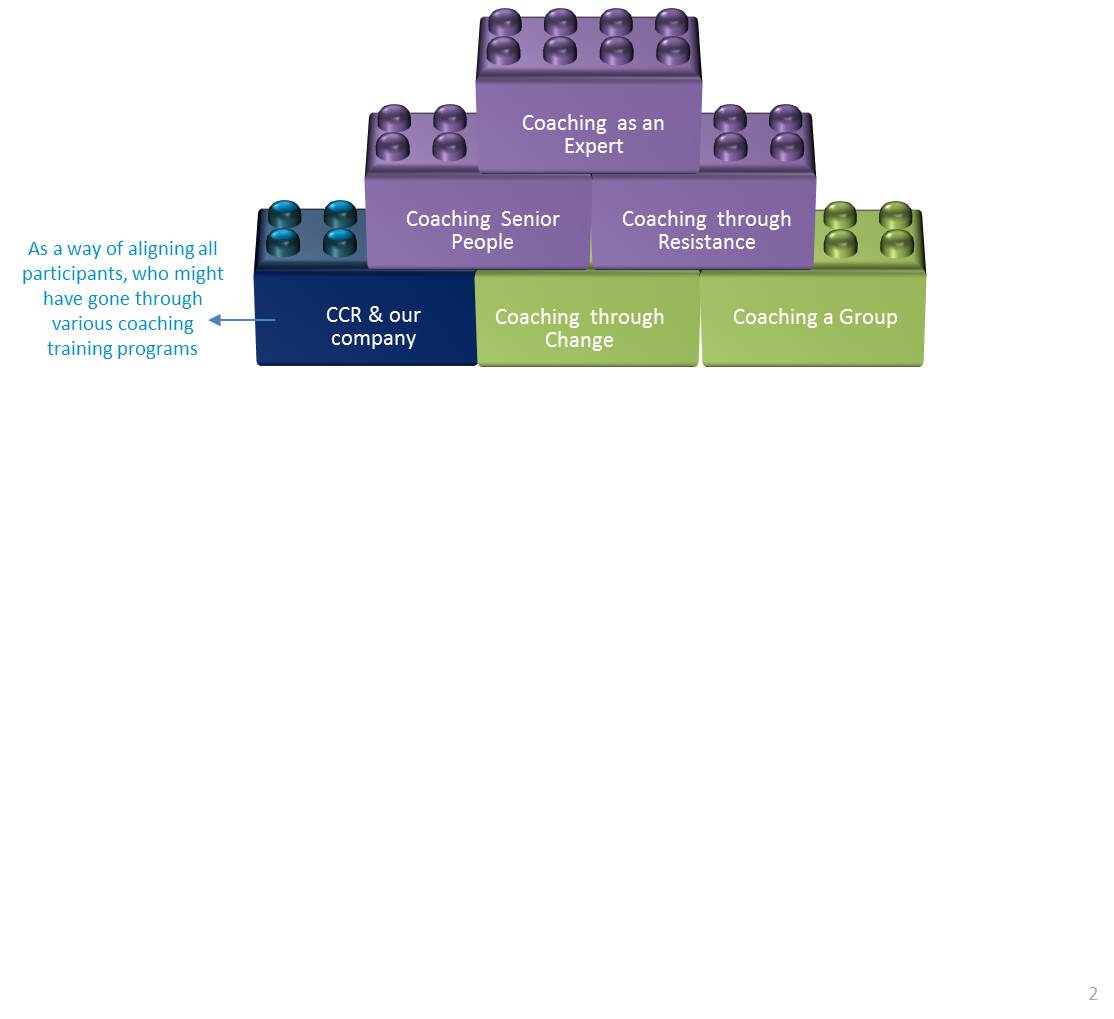 Coaching  as an
Expert
Coaching  Senior
People
Coaching  through
Resistance
As a way of aligning all
participants, who might
have gone through
various coaching
training programs
CCR & our
company
Coaching  through
Change
Coaching a Group
2